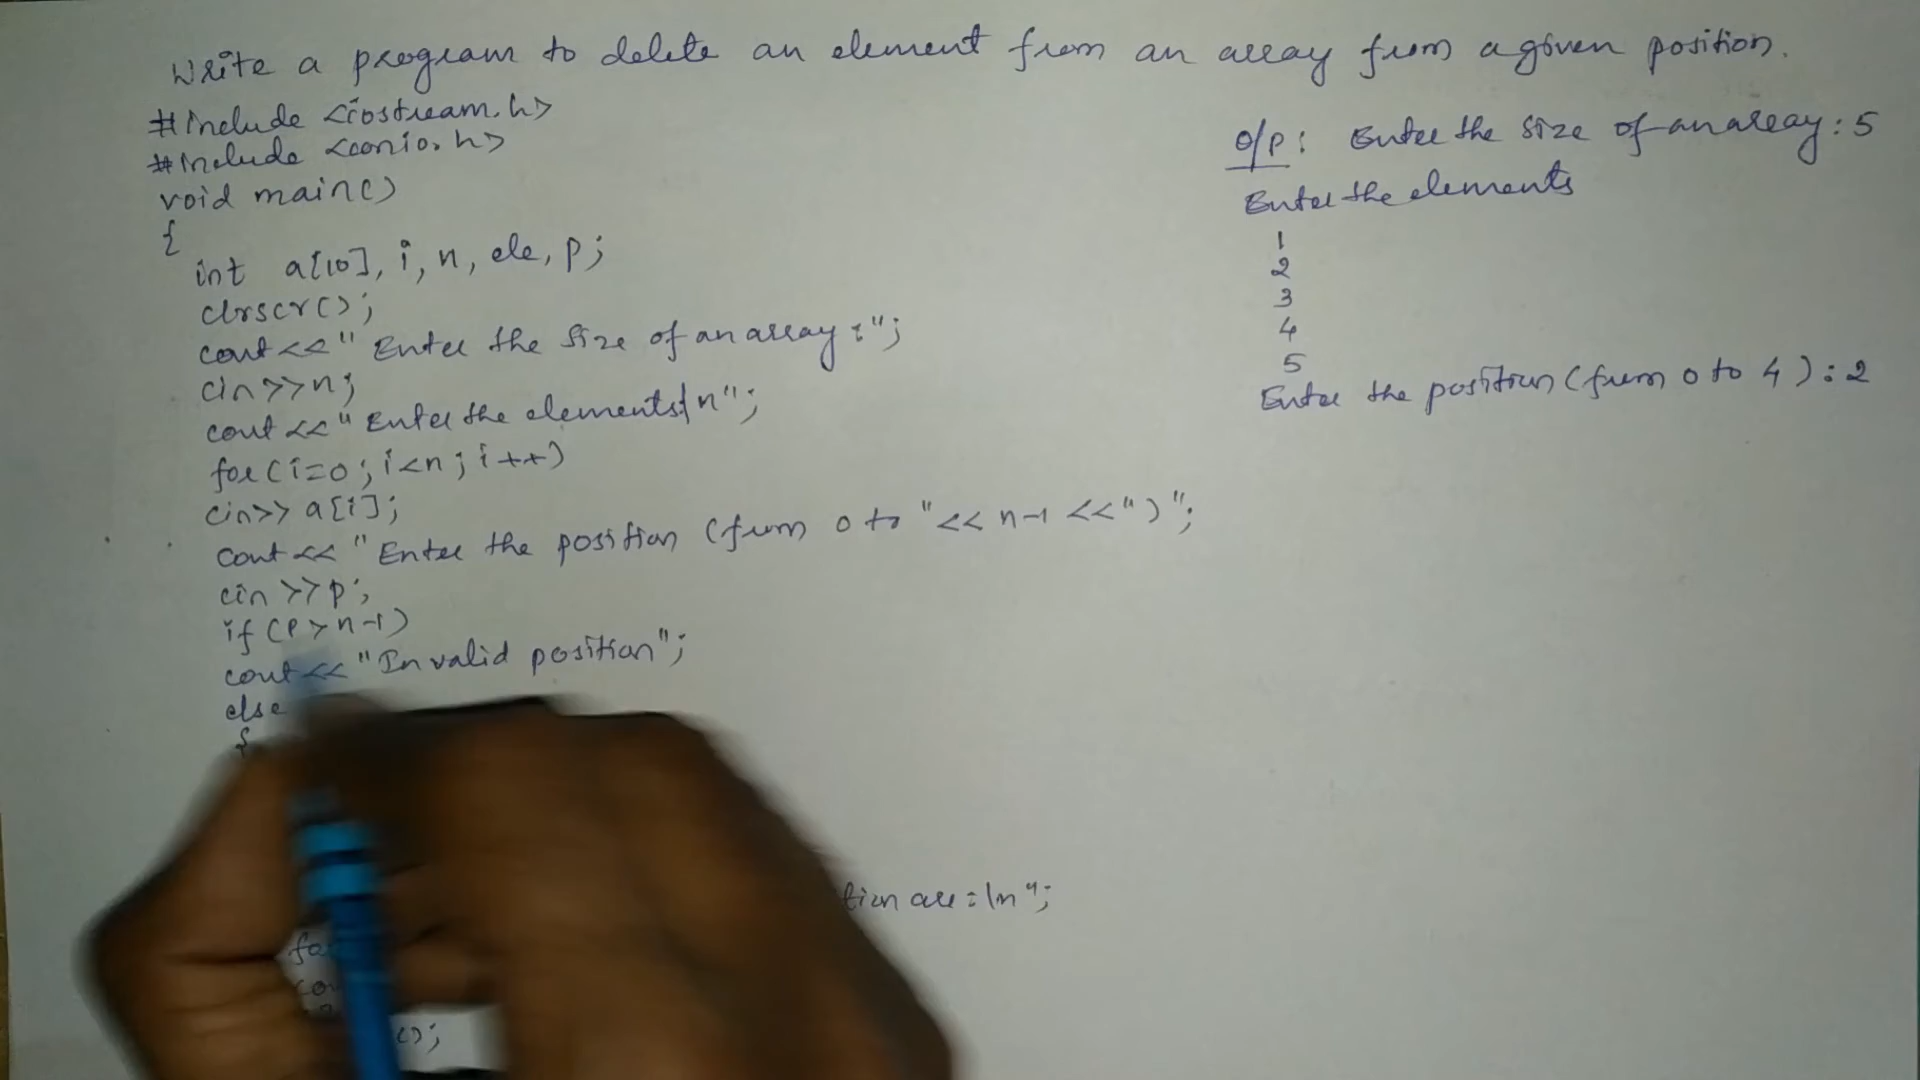 Write a program to delete an element from an array from a given position.
#include <iostream.h>
#include <conio.h>
void main()
{
int a[10], i, n, ele, p;
clrscr();
cout<<"Enter the size of an array:";
cin>>n;
cout<<"Enter the elements\n";
for(i=0; i<n; i++)
cin>>a[i];
cout<<"Enter the position (from 0 to "<<n-1<<")";
cin>>p;
if(p>n-1)
cout<<"Invalid position";
else
{
are:\n";
();
O/P: Enter the size of an array: 5
Enter the elements
1
2
3
4
5
Enter the position (from 0 to 4): 2